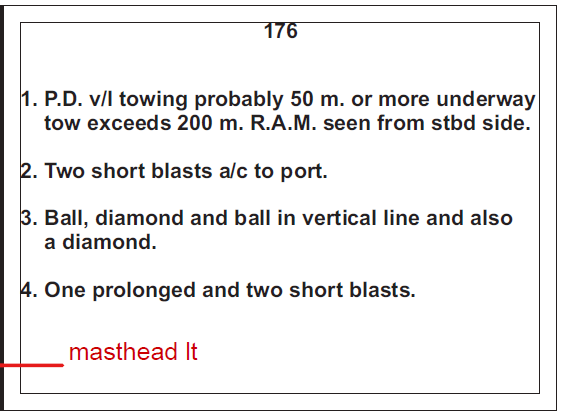 176
1. P.D. v/l towing probably 50 m. or more underway
tow exceeds 200 m. R.A.M. seen from stbd side.
2. Two short blasts a/c to port.
3. Ball, diamond and ball in vertical line and also
a diamond.
4. One prolonged and two short blasts.
masthead lt